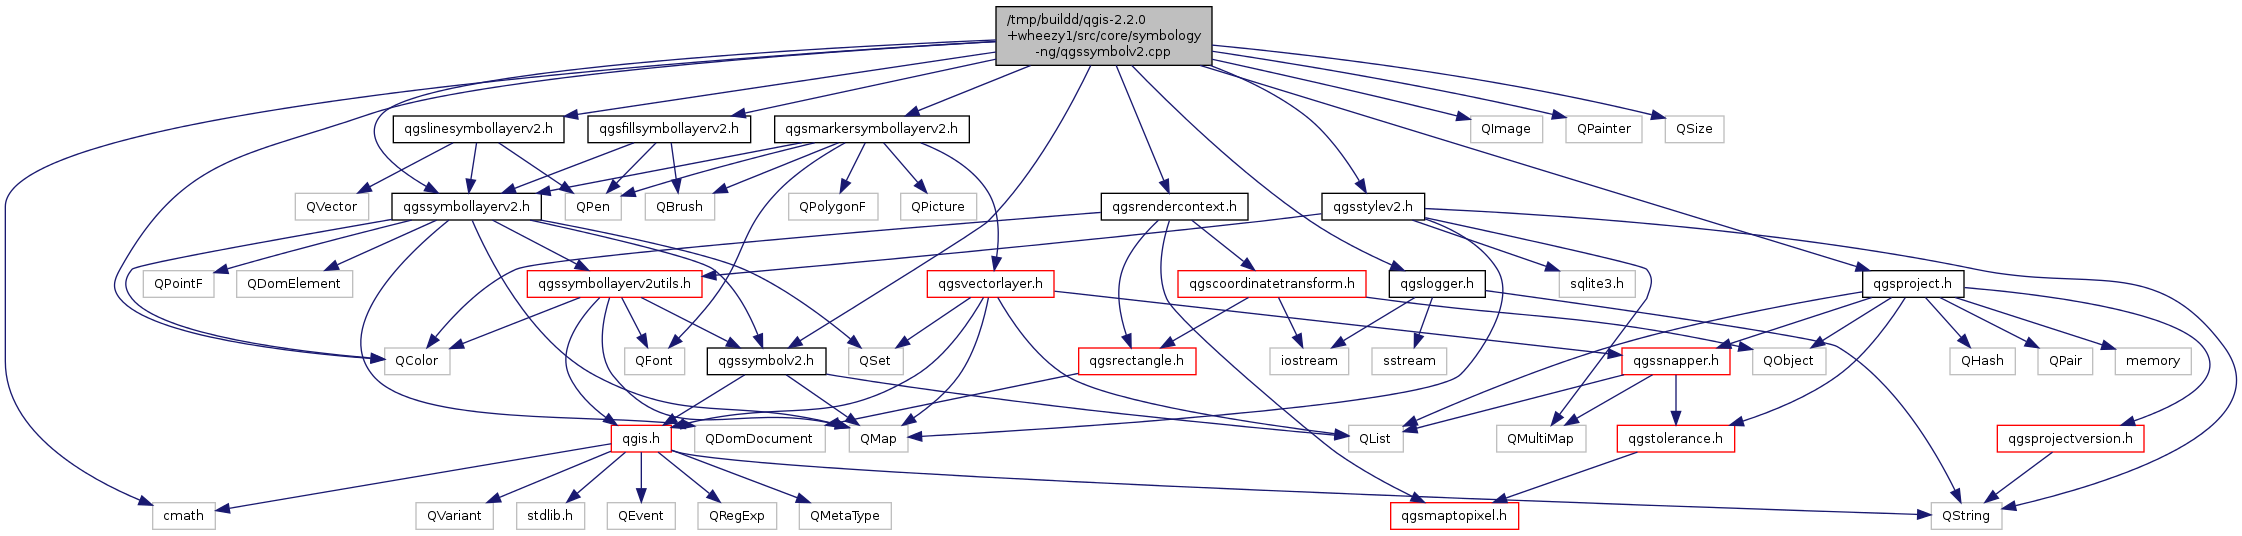 /tmp/buildd/qgis-2.2.0
+wheezy1/src/core/symbology
-ng/qgssymbolv2.cpp
qgslinesymbollayerv2.h
qgsfillsymbollayerv2.h
qgsmarkersymbollayerv2.h
QImage
QPainter
QSize
QVector
qgssymbollayerv2.h
QPen
QBrush
QPolygonF
QPicture
qgsrendercontext.h
qgsstylev2.h
QPointF
QDomElement
qgssymbollayerv2utils.h
qgsvectorlayer.h
qgscoordinatetransform.h
qgslogger.h
sqlite3.h
qgsproject.h
QColor
QFont
qgssymbolv2.h
QSet
qgsrectangle.h
iostream
sstream
qgssnapper.h
QObject
QHash
QPair
memory
qgis.h
QDomDocument
QMap
QList
QMultiMap
qgstolerance.h
qgsprojectversion.h
cmath
QVariant
stdlib.h
QEvent
QRegExp
QMetaType
qgsmaptopixel.h
QString